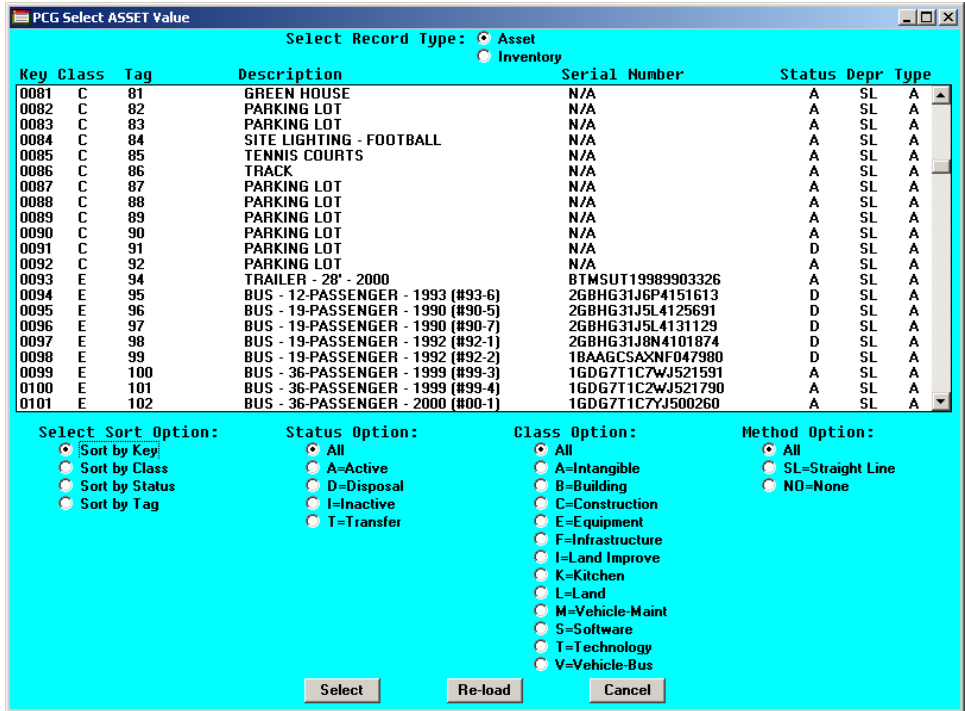 PCG Select ASSET Value
Select Record Type: Asset
Inventory
Key Class Tag Description Serial Number Status Depr Type
0081 C 81 GREEN HOUSE N/A A SL A
0082 C 82 PARKING LOT N/A A SL A
0083 C 83 PARKING LOT N/A A SL A
0084 C 84 SITE LIGHTING - FOOTBALL N/A A SL A
0085 C 85 TENNIS COURTS N/A A SL A
0086 C 86 TRACK N/A A SL A
0087 C 87 PARKING LOT N/A A SL A
0088 C 88 PARKING LOT N/A A SL A
0089 C 89 PARKING LOT N/A A SL A
0090 C 90 PARKING LOT N/A A SL A
0091 C 91 PARKING LOT N/A D SL A
0092 C 92 PARKING LOT N/A A SL A
0093 E 94 TRAILER - 28' - 2000 BTMSUT19989903326 A SL A
0094 E 95 BUS - 12-PASSENGER - 1993 (#93-6) 2GBHG31J6P4151613 D SL A
0095 E 96 BUS - 19-PASSENGER - 1990 (#90-5) 2GBHG31J5L4125691 D SL A
0096 E 97 BUS - 19-PASSENGER - 1990 (#90-7) 2GBHG31J5L4131129 D SL A
0097 E 98 BUS - 19-PASSENGER - 1992 (#92-1) 2GBHG31J8N4101874 D SL A
0098 E 99 BUS - 19-PASSENGER - 1992 (#92-2) 1BAAGCSAXNF047980 D SL A
0099 E 100 BUS - 36-PASSENGER - 1999 (#99-3) 1GDG7T1C7WJ521591 A SL A
0100 E 101 BUS - 36-PASSENGER - 1999 (#99-4) 1GDG7T1C2WJ521790 A SL A
0101 E 102 BUS - 36-PASSENGER - 2000 (#00-1) 1GDG7T1C7YJ500260 A SL A
Select Sort Option: Status Option: Class Option: Method Option:
Sort by Key All All All
Sort by Class A=Active A=Intangible SL=Straight Line
Sort by Status D=Disposal B=Building NO=None
Sort by Tag I=Inactive C=Construction
T=Transfer E=Equipment
F=Infrastructure
I=Land Improve
K=Kitchen
L=Land
M=Vehicle-Maint
S=Software
T=Technology
V=Vehicle-Bus
Select Re-load Cancel